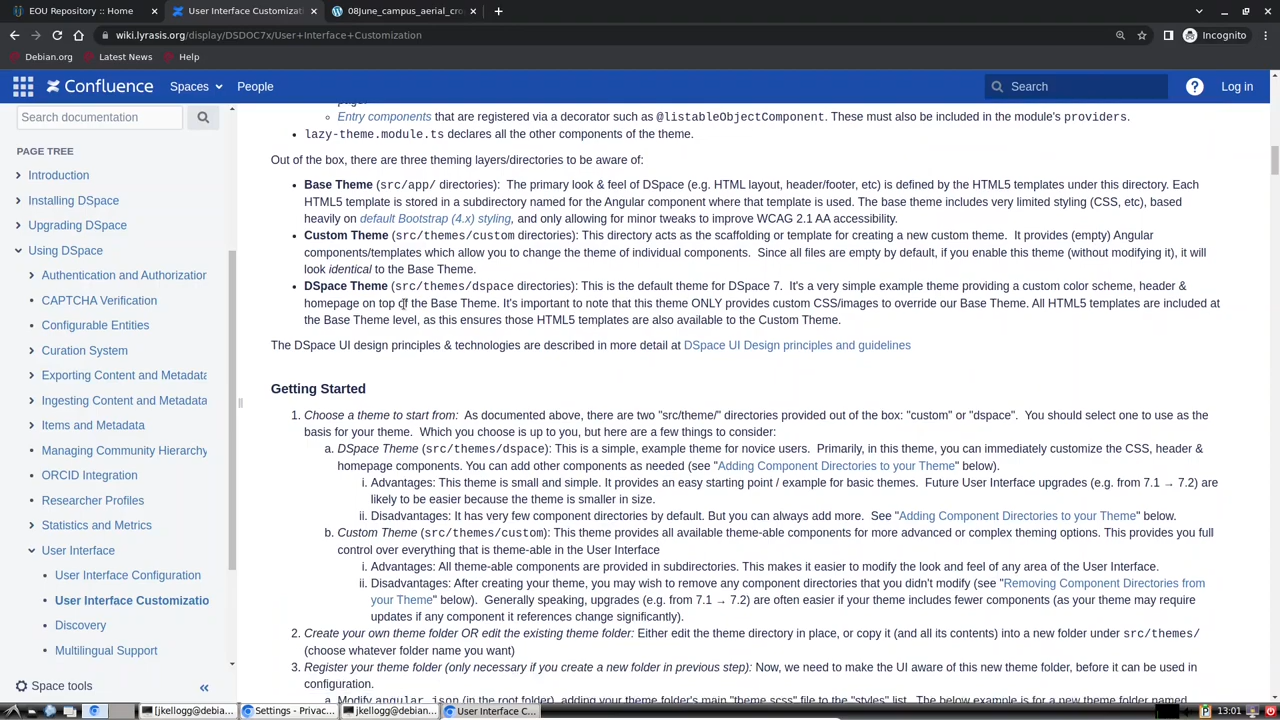 EOU Repository :: Home
User Interface Customizati
08June_campus_aerial_cro
wiki.lyrasis.org/display/DSDOC7x/User+Interface+Customization
Incognito
Debian.org
Latest News
Help
Confluence
Spaces
People
Search
Log in
Search documentation
PAGE TREE
Introduction
Installing DSpace
Upgrading DSpace
Using DSpace
Authentication and Authorization
CAPTCHA Verification
Configurable Entities
Curation System
Exporting Content and Metadata
Ingesting Content and Metadata
Items and Metadata
Managing Community Hierarchy
ORCID Integration
Researcher Profiles
Statistics and Metrics
User Interface
User Interface Configuration
User Interface Customizatio
Discovery
Multilingual Support
Space tools
«
page.
Entry components that are registered via a decorator such as @listableObjectComponent. These must also be included in the module's providers.
lazy-theme.module.ts declares all the other components of the theme.
Out of the box, there are three theming layers/directories to be aware of:
Base Theme (src/app/ directories): The primary look & feel of DSpace (e.g. HTML layout, header/footer, etc) is defined by the HTML5 templates under this directory. Each
HTML5 template is stored in a subdirectory named for the Angular component where that template is used. The base theme includes very limited styling (CSS, etc), based
heavily on default Bootstrap (4.x) styling, and only allowing for minor tweaks to improve WCAG 2.1 AA accessibility.
Custom Theme (src/themes/custom directories): This directory acts as the scaffolding or template for creating a new custom theme. It provides (empty) Angular
components/templates which allow you to change the theme of individual components. Since all files are empty by default, if you enable this theme (without modifying it), it will
look identical to the Base Theme.
DSpace Theme (src/themes/dspace directories): This is the default theme for DSpace 7. It's a very simple example theme providing a custom color scheme, header &
homepage on top of the Base Theme. It's important to note that this theme ONLY provides custom CSS/images to override our Base Theme. All HTML5 templates are included at
the Base Theme level, as this ensures those HTML5 templates are also available to the Custom Theme.
The DSpace UI design principles & technologies are described in more detail at DSpace UI Design principles and guidelines
Getting Started
1. Choose a theme to start from: As documented above, there are two "src/theme/" directories provided out of the box: "custom" or "dspace". You should select one to use as the
basis for your theme. Which you choose is up to you, but here are a few things to consider:
a. DSpace Theme (src/themes/dspace): This is a simple, example theme for novice users. Primarily, in this theme, you can immediately customize the CSS, header &
homepage components. You can add other components as needed (see "Adding Component Directories to your Theme" below).
i. Advantages: This theme is small and simple. It provides an easy starting point / example for basic themes. Future User Interface upgrades (e.g. from 7.1 → 7.2) are
likely to be easier because the theme is smaller in size.
ii. Disadvantages: It has very few component directories by default. But you can always add more. See "Adding Component Directories to your Theme" below.
b. Custom Theme (src/themes/custom): This theme provides all available theme-able components for more advanced or complex theming options. This provides you full
control over everything that is theme-able in the User Interface
i. Advantages: All theme-able components are provided in subdirectories. This makes it easier to modify the look and feel of any area of the User Interface.
ii. Disadvantages: After creating your theme, you may wish to remove any component directories that you didn't modify (see "Removing Component Directories from
your Theme" below). Generally speaking, upgrades (e.g. from 7.1 → 7.2) are often easier if your theme includes fewer components (as your theme may require
updates if any component it references change significantly).
2. Create your own theme folder OR edit the existing theme folder: Either edit the theme directory in place, or copy it (and all its contents) into a new folder under src/themes/
(choose whatever folder name you want)
3. Register your theme folder (only necessary if you create a new folder in previous step): Now, we need to make the UI aware of this new theme folder, before it can be used in
configuration.
a. Modify angular.json (in the root folder), adding your theme folder's main "theme.scss" file to the "styles" list. The below example is for a new theme folder named
[jkellogg@debia...
Settings - Privac...
jkellogg@debian...
User Interface C...
13:01